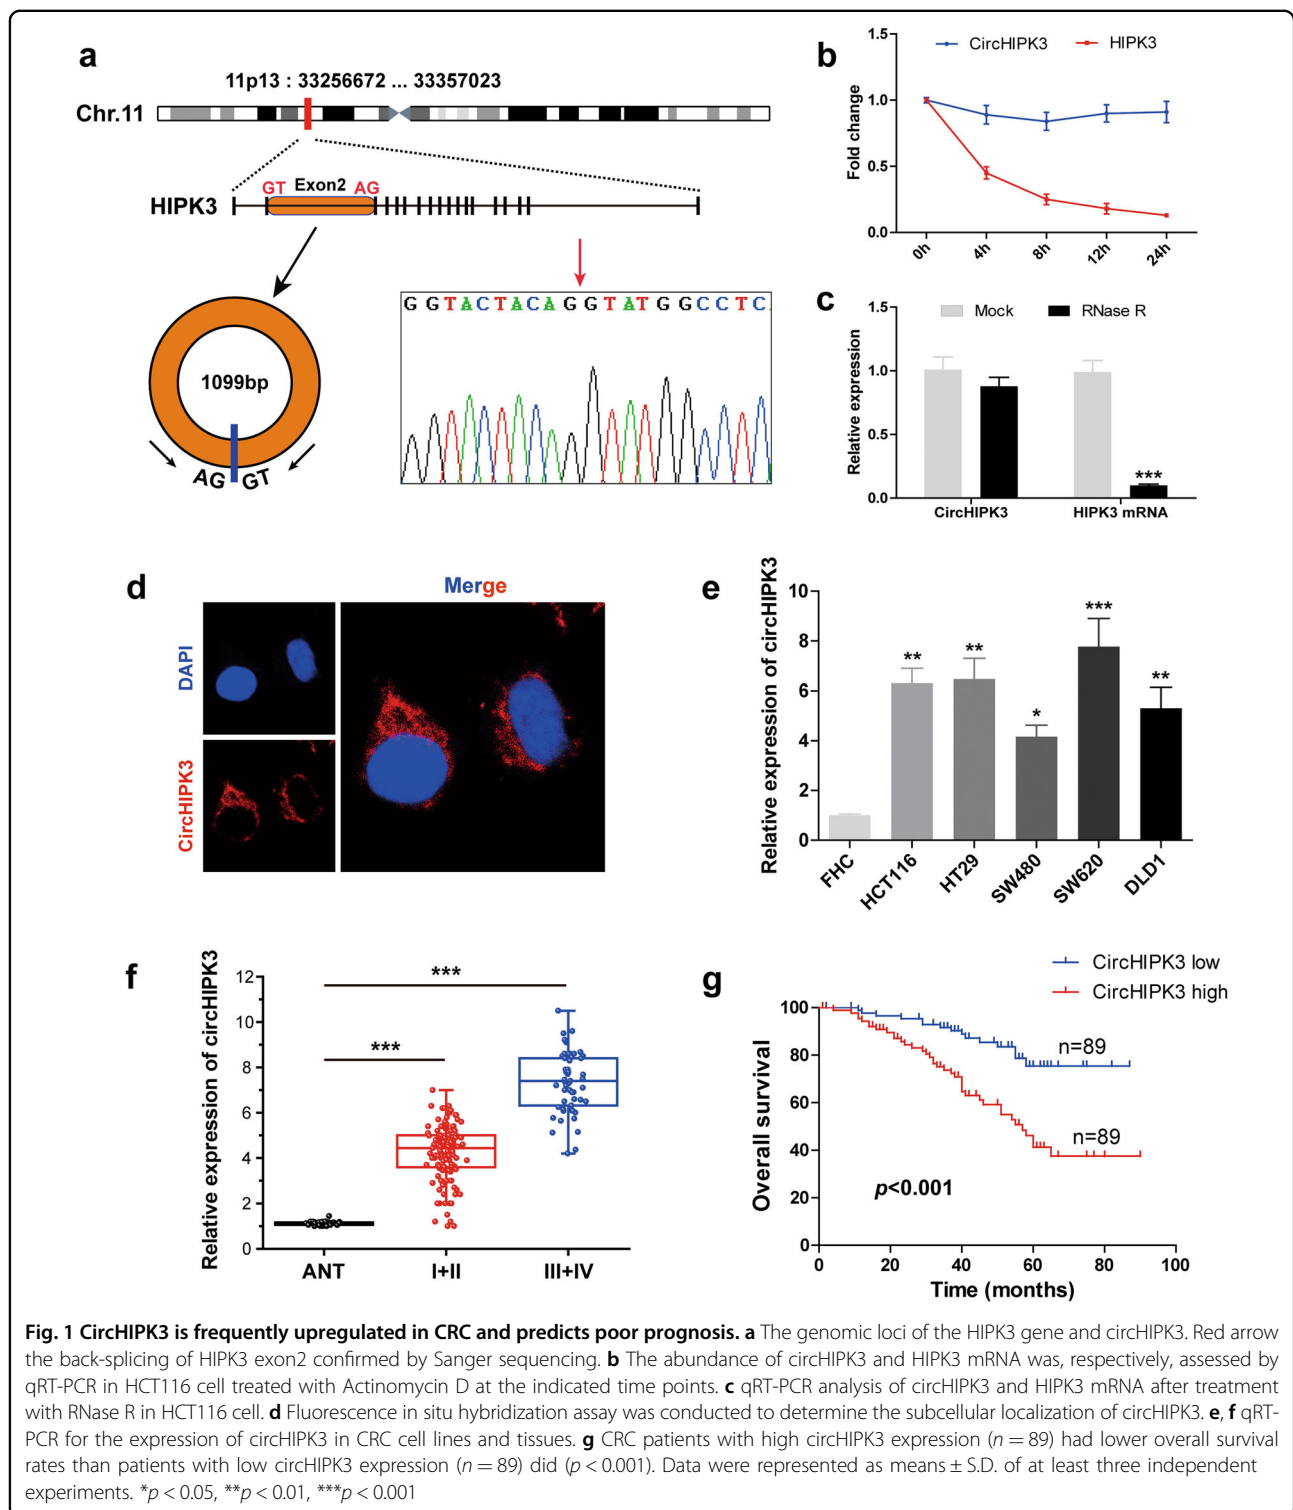 a
11p13 : 33256672 ... 33357023
Chr.11
GT Exon2 AG
HIPK3
1099bp
AG GT
G G T A C T A C A G G T A T G G C C T C
b
CircHIPK3 HIPK3
Fold change
1.5
1.0
0.5
0.0
0h 4h 8h 12h 24h
c
Mock RNase R
Relative expression
1.5
1.0
0.5
0.0
***
CircHIPK3 HIPK3 mRNA
d
Merge
DAPI
CircHIPK3
e
Relative expression of circHIPK3
10
8
6
4
2
0
** ** * *** **
FHC HCT116 HT29 SW480 SW620 DLD1
f
Relative expression of circHIPK3
12
10
8
6
4
2
0
***
***
ANT I+II III+IV
g
CircHIPK3 low
CircHIPK3 high
Overall survival
100
80
60
40
20
0
n=89
n=89
p<0.001
0 20 40 60 80 100
Time (months)
Fig. 1 CircHIPK3 is frequently upregulated in CRC and predicts poor prognosis. a The genomic loci of the HIPK3 gene and circHIPK3. Red arrow
the back-splicing of HIPK3 exon2 confirmed by Sanger sequencing. b The abundance of circHIPK3 and HIPK3 mRNA was, respectively, assessed by
qRT-PCR in HCT116 cell treated with Actinomycin D at the indicated time points. c qRT-PCR analysis of circHIPK3 and HIPK3 mRNA after treatment
with RNase R in HCT116 cell. d Fluorescence in situ hybridization assay was conducted to determine the subcellular localization of circHIPK3. e, f qRT-
PCR for the expression of circHIPK3 in CRC cell lines and tissues. g CRC patients with high circHIPK3 expression (n = 89) had lower overall survival
rates than patients with low circHIPK3 expression (n = 89) did (p < 0.001). Data were represented as means ± S.D. of at least three independent
experiments. *p < 0.05, **p < 0.01, ***p < 0.001